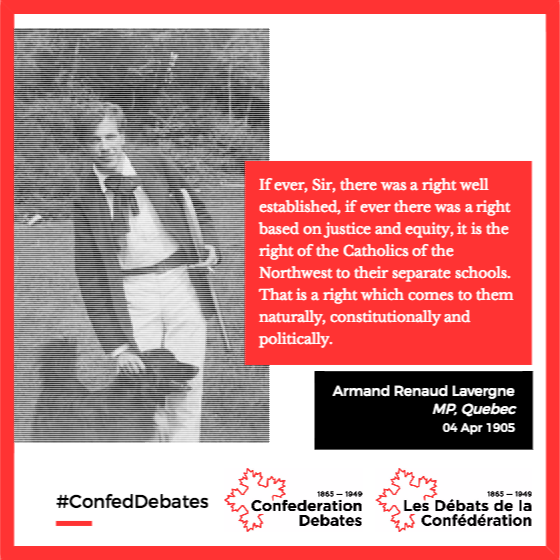 If ever, Sir, there was a right well
established, if ever there was a right
based on justice and equity, it is the
right of the Catholics of the
Northwest to their separate schools.
That is a right which comes to them
naturally, constitutionally and
politically.
Armand Renaud Lavergne
MP, Quebec
04 Apr 1905
#ConfedDebates
1865 — 1949
Confederation
Debates
1865 — 1949
Les Débats de la
Confédération